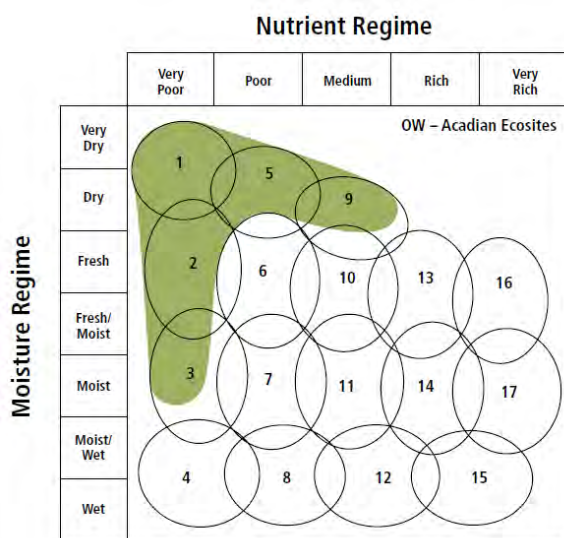 Nutrient Regime
Very
Poor
Poor
Medium
Rich
Very
Rich
OW – Acadian Ecosites
Moisture Regime
Very
Dry
Dry
Fresh
Fresh/
Moist
Moist
Moist/
Wet
Wet
1
5
9
2
6
10
13
16
3
7
11
14
17
4
8
12
15